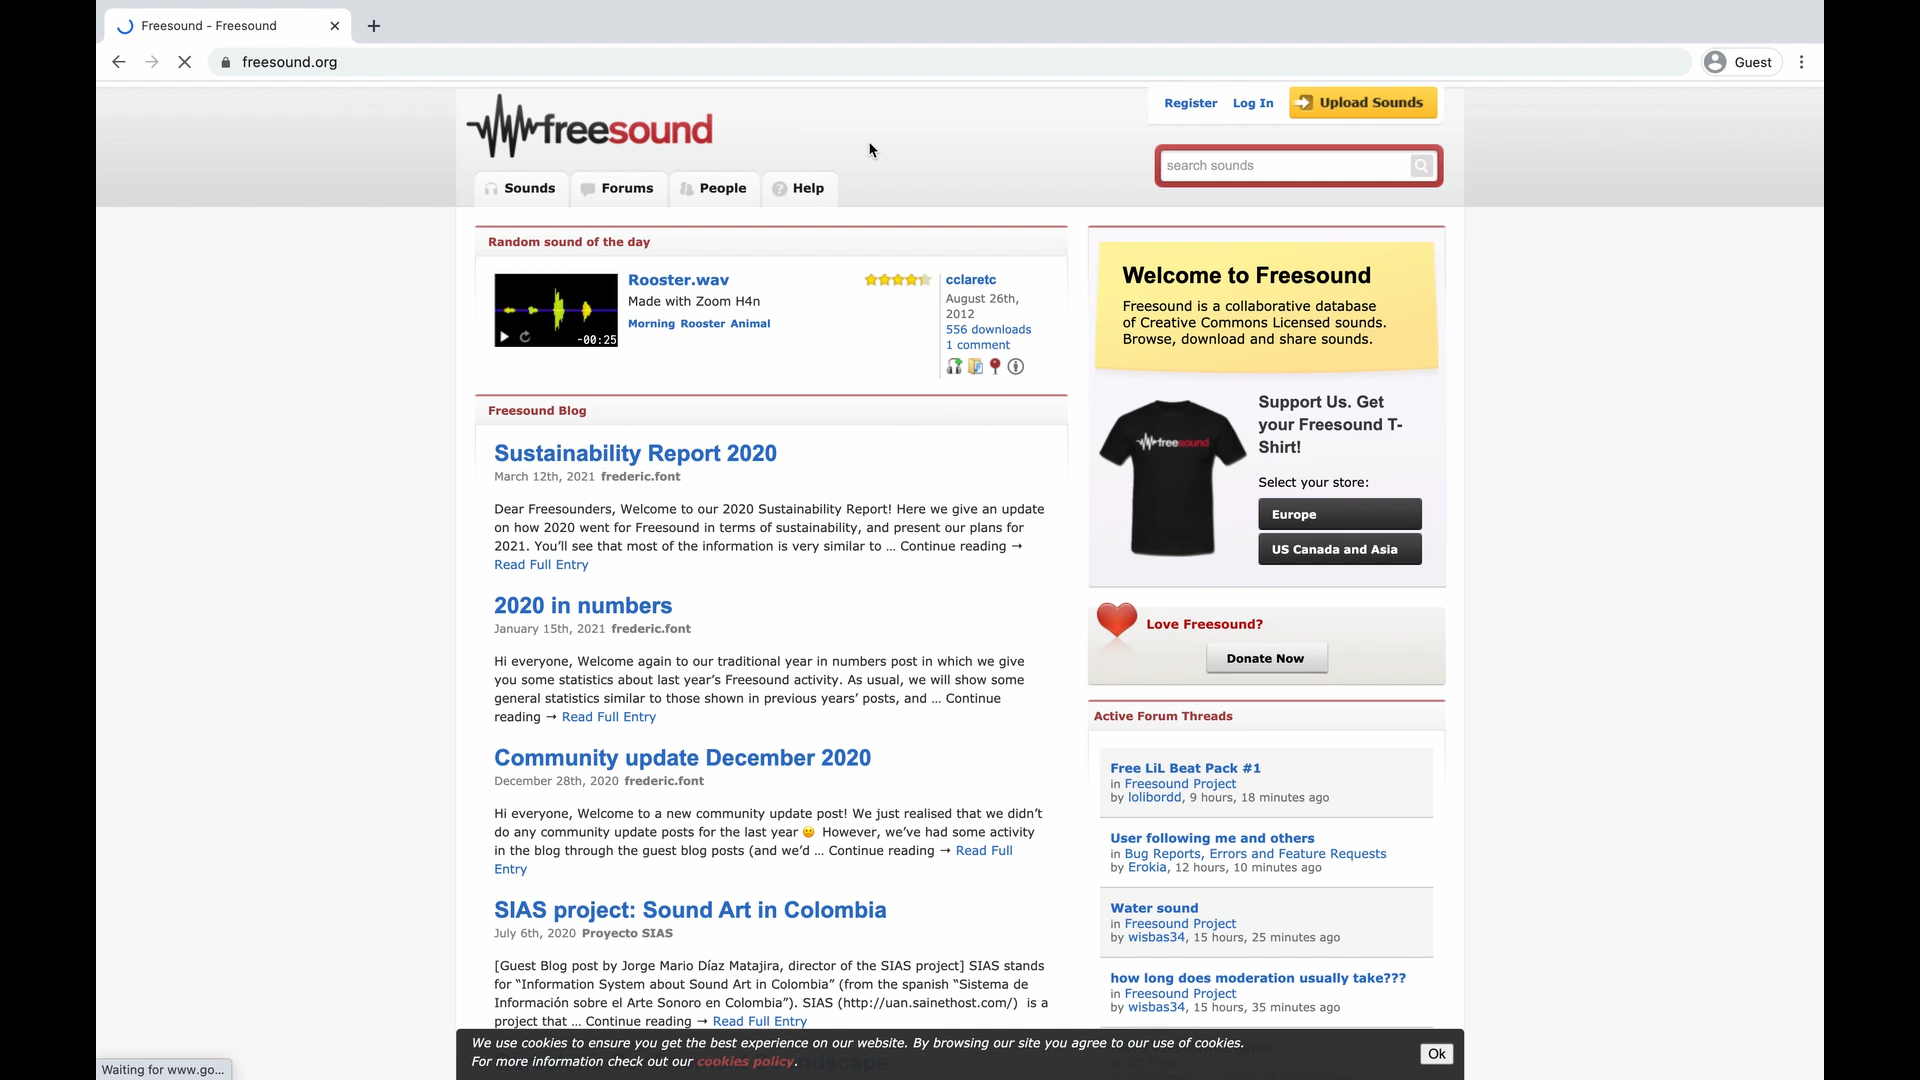 Freesound - Freesound
freesound.org
Guest
freesound
Register Log In Upload Sounds
search sounds
Sounds Forums People Help
Random sound of the day
Rooster.wav
Made with Zoom H4n
Morning Rooster Animal
-00:25
cclaretc
August 26th,
2012
556 downloads
1 comment
Freesound Blog
Sustainability Report 2020
March 12th, 2021 frederic.font
Dear Freesounders, Welcome to our 2020 Sustainability Report! Here we give an update
on how 2020 went for Freesound in terms of sustainability, and present our plans for
2021. You’ll see that most of the information is very similar to … Continue reading →
Read Full Entry
2020 in numbers
January 15th, 2021 frederic.font
Hi everyone, Welcome again to our traditional year in numbers post in which we give
you some statistics about last year’s Freesound activity. As usual, we will show some
general statistics similar to those shown in previous years’ posts, and … Continue
reading → Read Full Entry
Community update December 2020
December 28th, 2020 frederic.font
Hi everyone, Welcome to a new community update post! We just realised that we didn’t
do any community update posts for the last year 🙁 However, we’ve had some activity
in the blog through the guest blog posts (and we’d … Continue reading → Read Full
Entry
SIAS project: Sound Art in Colombia
July 6th, 2020 Proyecto SIAS
[Guest Blog post by Jorge Mario Díaz Matajira, director of the SIAS project] SIAS stands
for “Information System about Sound Art in Colombia” (from the spanish “Sistema de
Información sobre el Arte Sonoro en Colombia”). SIAS (http://uan.sainethost.com/) is a
project that … Continue reading → Read Full Entry
Welcome to Freesound
Freesound is a collaborative database
of Creative Commons Licensed sounds.
Browse, download and share sounds.
freesound
Support Us. Get
your Freesound T-
Shirt!
Select your store:
Europe
US Canada and Asia
Love Freesound?
Donate Now
Active Forum Threads
Free LiL Beat Pack #1
in Freesound Project
by lolibordd, 9 hours, 18 minutes ago
User following me and others
in Bug Reports, Errors and Feature Requests
by Erokia, 12 hours, 10 minutes ago
Water sound
in Freesound Project
by wisbas34, 15 hours, 25 minutes ago
how long does moderation usually take???
in Freesound Project
by wisbas34, 15 hours, 35 minutes ago
We use cookies to ensure you get the best experience on our website. By browsing our site you agree to our use of cookies.
For more information check out our cookies policy.
Ok
Waiting for www.go...